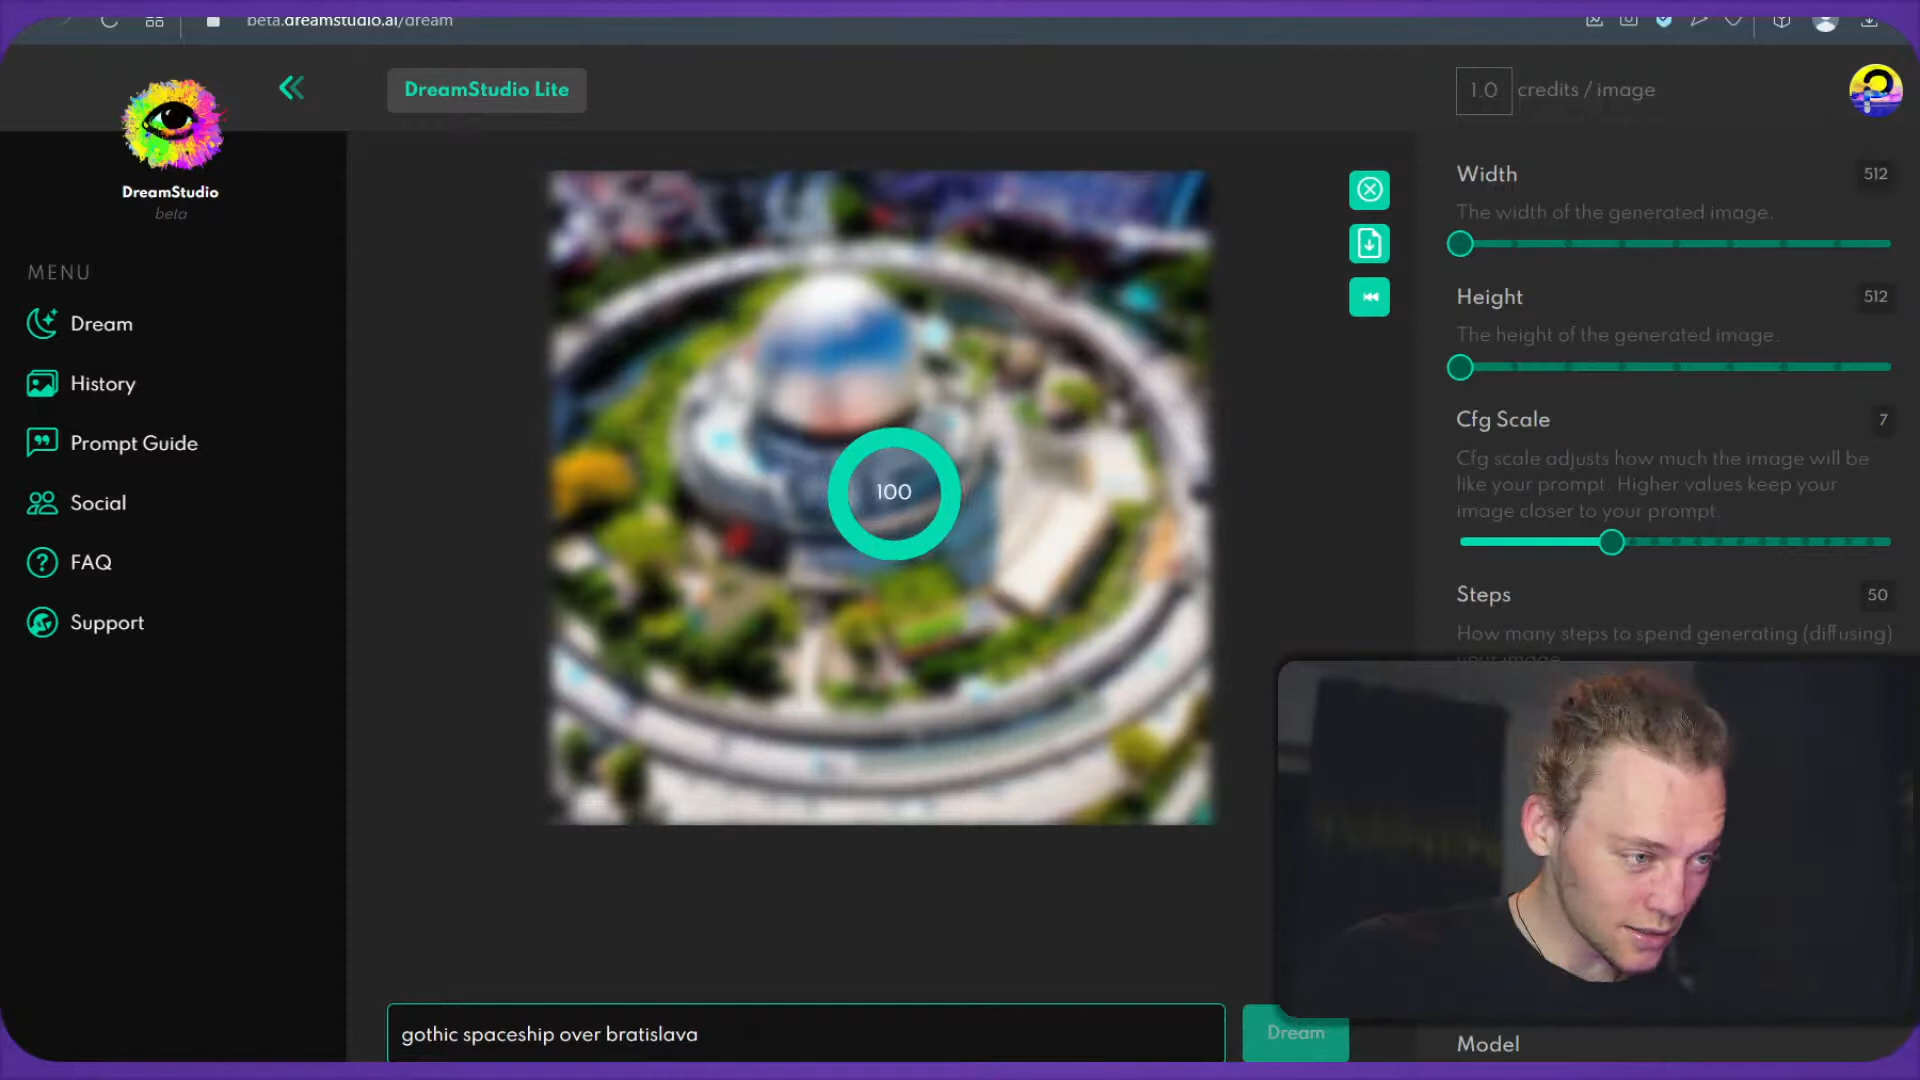 beta.dreamstudio.ai/dream
DreamStudio Lite
1.0 credits / image
DreamStudio
beta
MENU
Dream
History
Prompt Guide
Social
FAQ
Support
100
Width 512
The width of the generated image.
Height 512
The height of the generated image.
Cfg Scale 7
Cfg scale adjusts how much the image will be
like your prompt. Higher values keep your
image closer to your prompt.
Steps 50
How many steps to spend generating (diffusing)
your image.
gothic spaceship over bratislava
Dream
Model